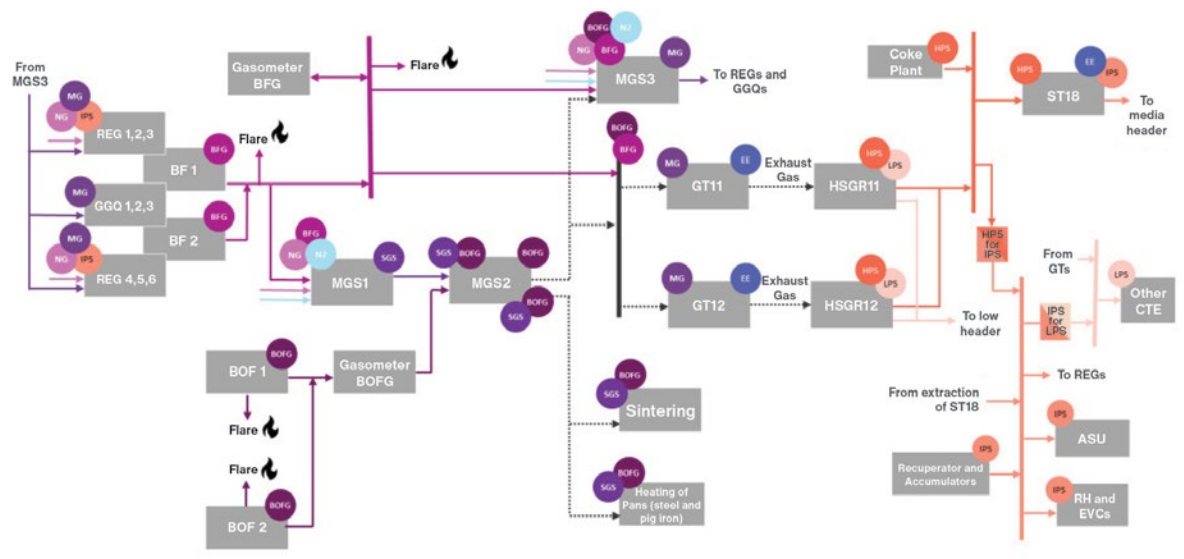 From
MGS3
MG
NG
IPS
REG 1,2,3
BF 1
BFG
MG
GGQ 1,2,3
BF 2
BFG
MG
NG
IPS
REG 4,5,6
Flare
Gasometer
BFG
Flare
BFG
NG
N2
MGS1
SGS
SGS
BOFG
MGS2
BOFG
BOFG
SGS
BOF 1
BOFG
Flare
Flare
BOF 2
BOFG
Gasometer
BOFG
BOFG
N2
NG
BFG
MGS3
MG
To REGs and
GGQs
BOFG
BFG
MG
GT11
EE
Exhaust
Gas
HPS
LPS
HSGR11
MG
GT12
EE
Exhaust
Gas
HPS
LPS
HSGR12
To low
header
BOFG
SGS
Sintering
BOFG
SGS
Heating of
Pans (steel and
pig iron)
Coke
Plant
HPS
HPS
EE
IPS
ST18
To
media
header
HPS
for
IPS
From
GTs
LPS
Other
CTE
IPS
for
LPS
To REGs
From extraction
of ST18
IPS
ASU
IPS
Recuperator and
Accumulators
IPS
RH and
EVCs